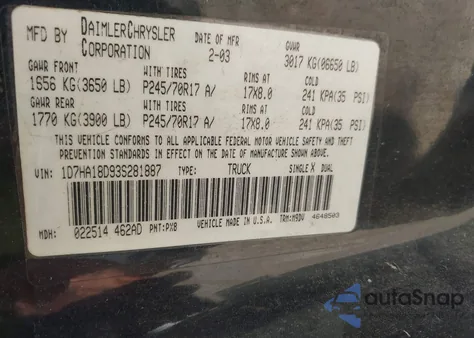 MFD BY DAIMLERCHRYSLER CORPORATION DATE OF MFR 2-03 GVWR 3017 KG(06650 LB)
GAWR FRONT WITH TIRES RIMS AT COLD
1656 KG(3650 LB) P245/70R17 A/ 17X8.0 241 KPA(35 PSI)
GAWR REAR WITH TIRES RIMS AT COLD
1770 KG(3900 LB) P245/70R17 A/ 17X8.0 241 KPA(35 PSI)
THIS VEHICLE CONFORMS TO ALL APPLICABLE FEDERAL MOTOR VEHICLE SAFETY AND
THEFT PREVENTION STANDARDS IN EFFECT ON THE DATE OF MANUFACTURE SHOWN ABOVE.
VIN: 1D7HA18D93S281887 TYPE: TRUCK SINGLE X DUAL
VEHICLE MADE IN U.S.A. 4648503
MDH: 022514 462AD PNT:PX8 TRM:M9DV
autoSnap